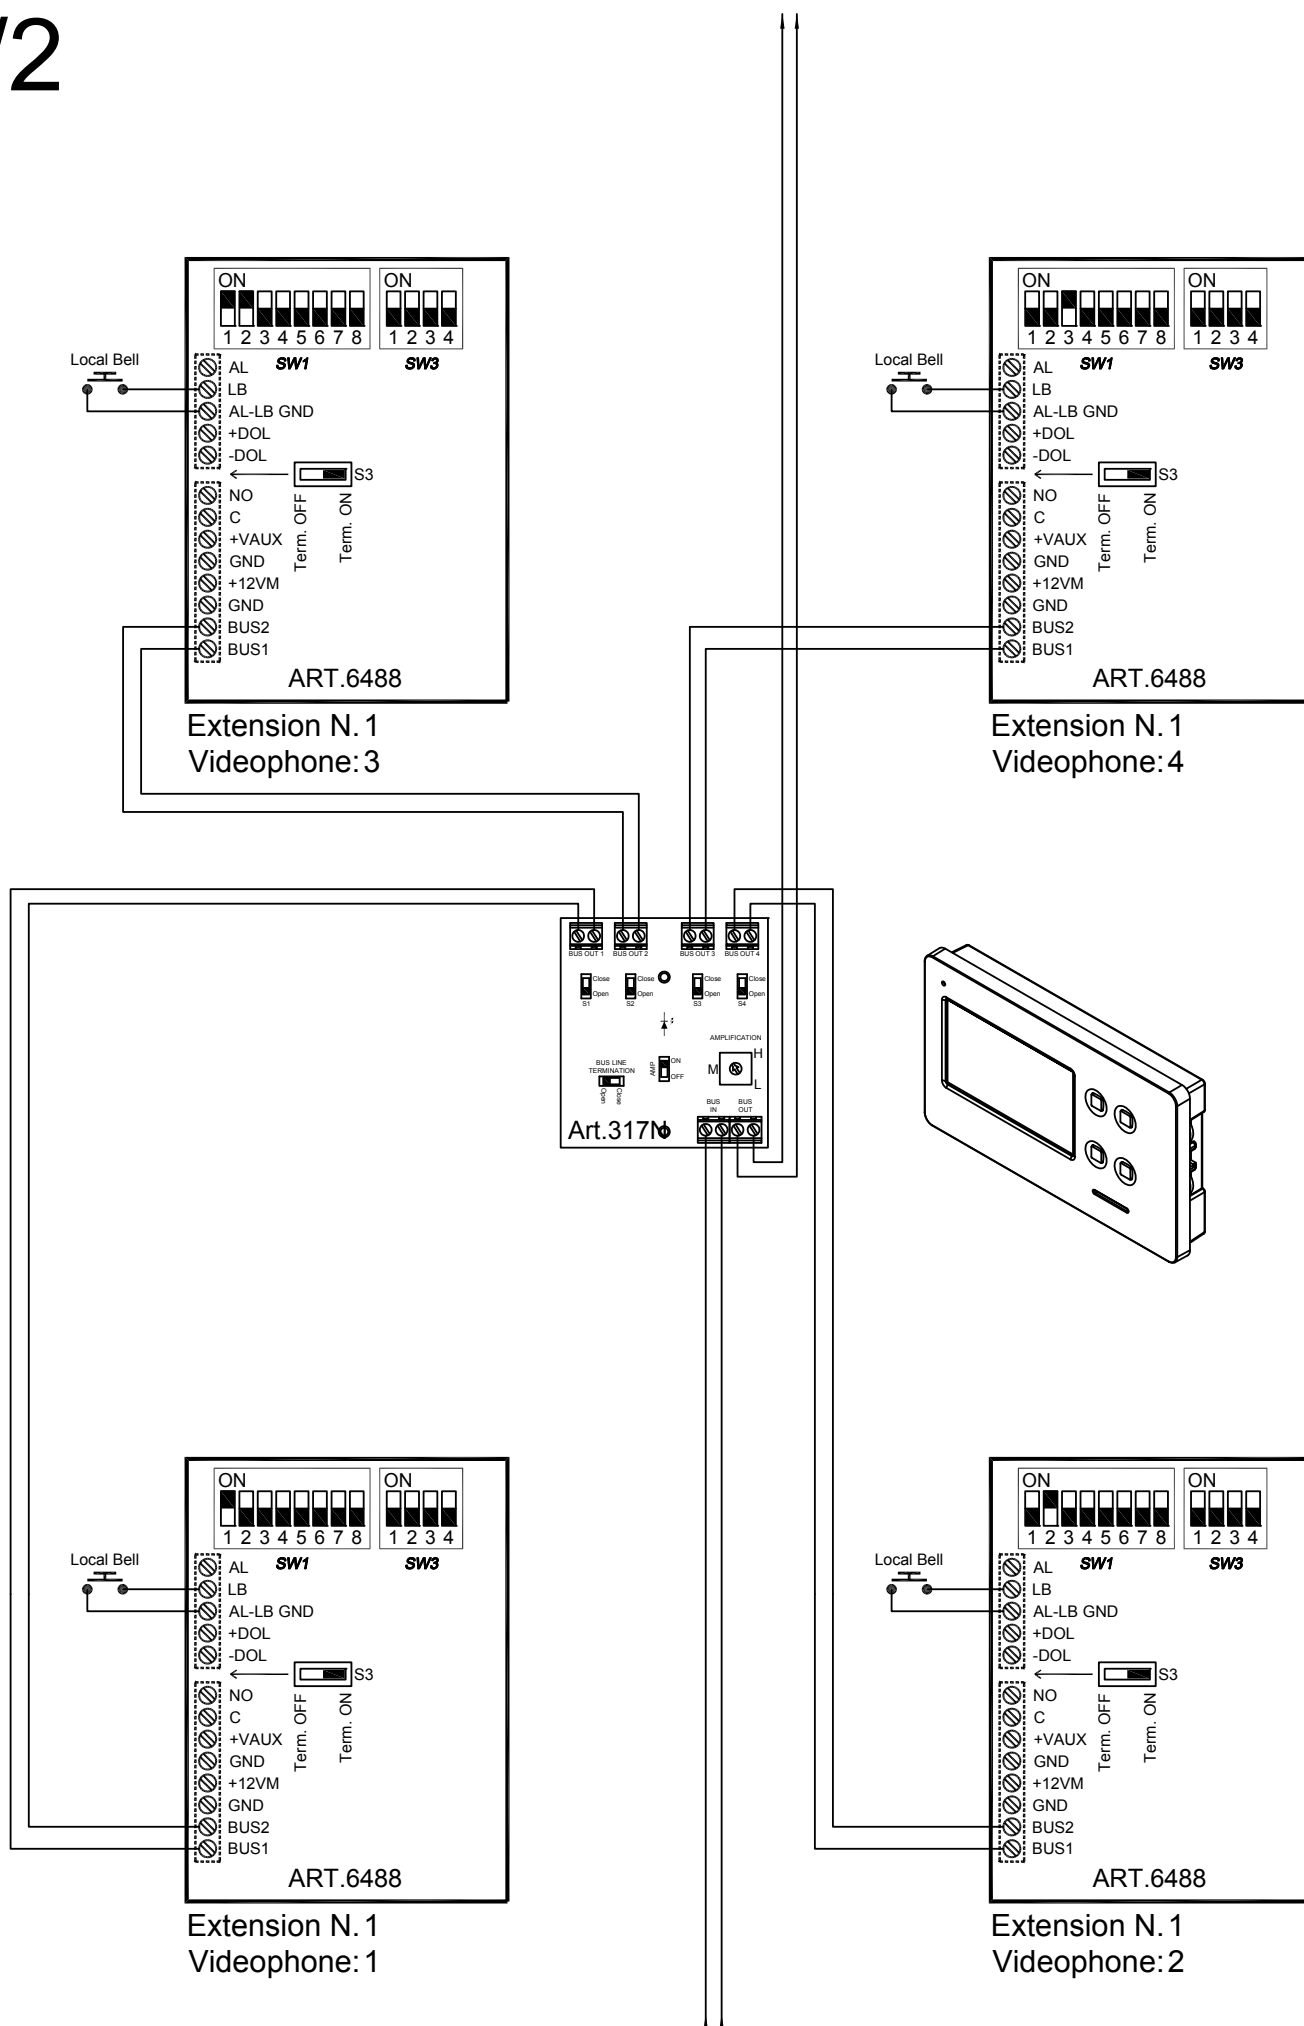 /2
ON ON
1 2 3 4 5 6 7 8 1 2 3 4
SW1 SW3
Local Bell
AL
LB
AL-LB GND
+DOL
-DOL
S3
NO
C
+VAUX
GND
+12VM
GND
BUS2
BUS1
Term. OFF
Term. ON
ART.6488
Extension N. 1
Videophone: 3
ON ON
1 2 3 4 5 6 7 8 1 2 3 4
SW1 SW3
Local Bell
AL
LB
AL-LB GND
+DOL
-DOL
S3
NO
C
+VAUX
GND
+12VM
GND
BUS2
BUS1
Term. OFF
Term. ON
ART.6488
Extension N. 1
Videophone: 4
BUS OUT 1 BUS OUT 2 BUS OUT 3 BUS OUT 4
Close Close Close Close
Open Open Open Open
S1 S2 S3 S4
AMPLIFICATION
H
M
L
BUS LINE
TERMINATION
Open
Close
AMP
ON
OFF
BUS
IN
BUS
OUT
Art.317N
ON ON
1 2 3 4 5 6 7 8 1 2 3 4
SW1 SW3
Local Bell
AL
LB
AL-LB GND
+DOL
-DOL
S3
NO
C
+VAUX
GND
+12VM
GND
BUS2
BUS1
Term. OFF
Term. ON
ART.6488
Extension N. 1
Videophone: 1
ON ON
1 2 3 4 5 6 7 8 1 2 3 4
SW1 SW3
Local Bell
AL
LB
AL-LB GND
+DOL
-DOL
S3
NO
C
+VAUX
GND
+12VM
GND
BUS2
BUS1
Term. OFF
Term. ON
ART.6488
Extension N. 1
Videophone: 2